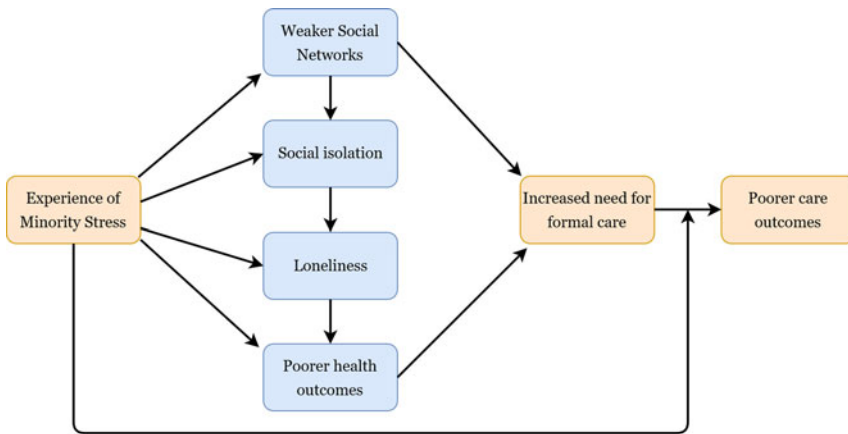 Weaker Social
Networks
Social isolation
Experience of
Minority Stress
Increased need for
formal care
Poorer care
outcomes
Loneliness
Poorer health
outcomes